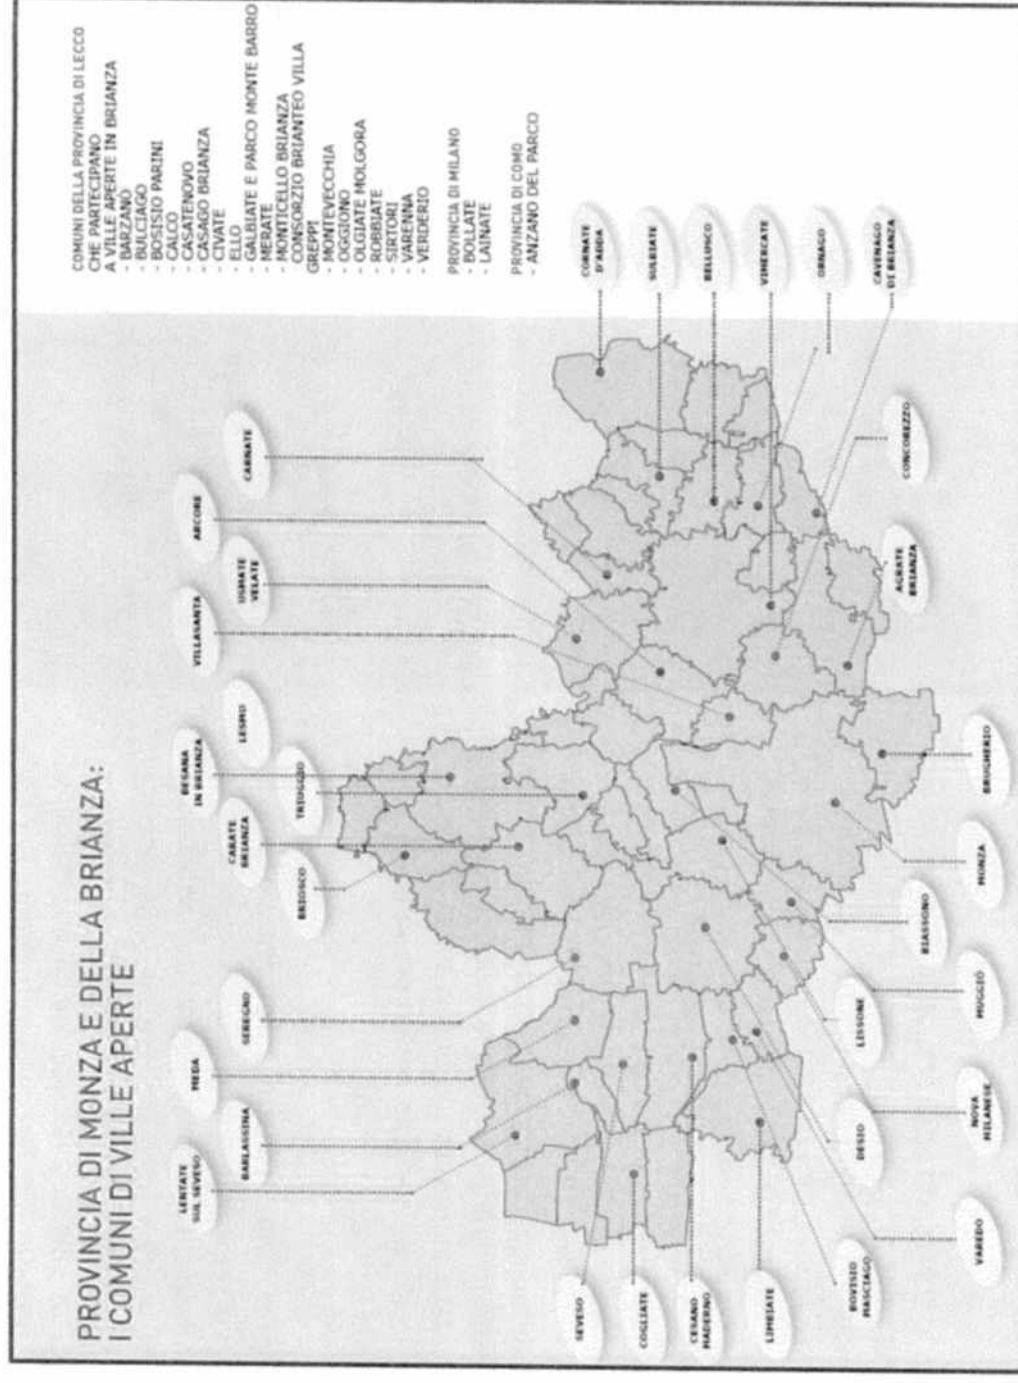 PROVINCIA DI MONZA E DELLA BRIANZA:
I COMUNI DI VILLE APERTE
COMUNI DELLA PROVINCIA DI LECCO
CHE PARTECIPANO
A VILLE APERTE IN BRIANZA
- BARZANÒ
- BULCIAGO
- BOSISIO PARINI
- CALCO
- CASATENOVO
- CASAGO BRIANZA
- CIVATE
- ELLO
- GALBIATE E PARCO MONTE BARRO
- MERATE
- MONTICELLO BRIANZA
- CONSORZIO BRIANTEO VILLA
GREPPI
- MONTEVECCHIA
- OGGIONO
- OLGIATE MOLGORA
- ROBBIATE
- SIRTORI
- VARENNA
- VERDERIO
PROVINCIA DI MILANO
- BOLLATE
- LAINATE
PROVINCIA DI COMO
- ANZANO DEL PARCO
LENTATE
SUL SEVESO
BARLASSINA
MEDA
SEREGNO
BRIOSCO
CARATE
BRIANZA
BESANA
IN BRIANZA
TRIUGGIO
LESMO
VILLASANTA
USMATE
VELATE
ARCORE
CARNATE
CORNATE
D'ADDA
SULBIATE
BELLUSCO
VIMERCATE
ORNAGO
CAVENAGO
DI BRIANZA
CONCOREZZO
AGRATE
BRIANZA
BRUGHERIO
MONZA
BIASSONO
MUGGIÒ
LISSONE
NOVA
MILANESE
DESIO
VAREDO
BOVISIO
MASCIAGO
LIMBIATE
CESANO
MADERNO
COGLIATE
SEVESO